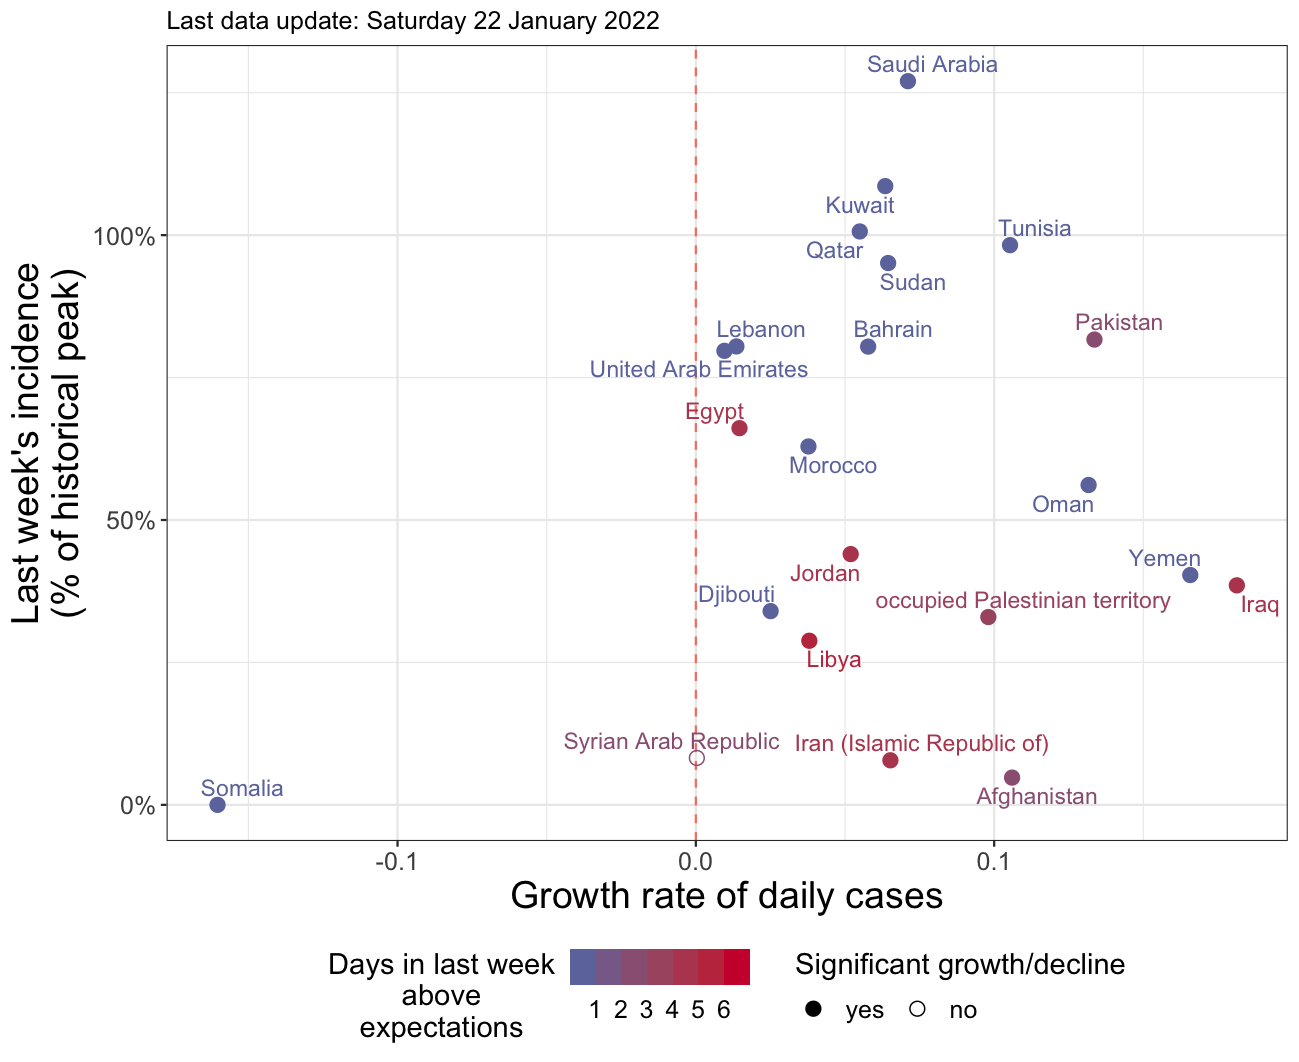 Last data update: Saturday 22 January 2022
Saudi Arabia
Kuwait
Tunisia
Qatar
Sudan
Pakistan
Lebanon
Bahrain
United Arab Emirates
Egypt
Morocco
Oman
Yemen
Jordan
Djibouti
occupied Palestinian territory
Iraq
Libya
Syrian Arab Republic
Iran (Islamic Republic of)
Somalia
Afghanistan
100%
50%
0%
Last week's incidence
(% of historical peak)
-0.1
0.0
0.1
Growth rate of daily cases
Days in last week
above
expectations
1 2 3 4 5 6
Significant growth/decline
yes
no